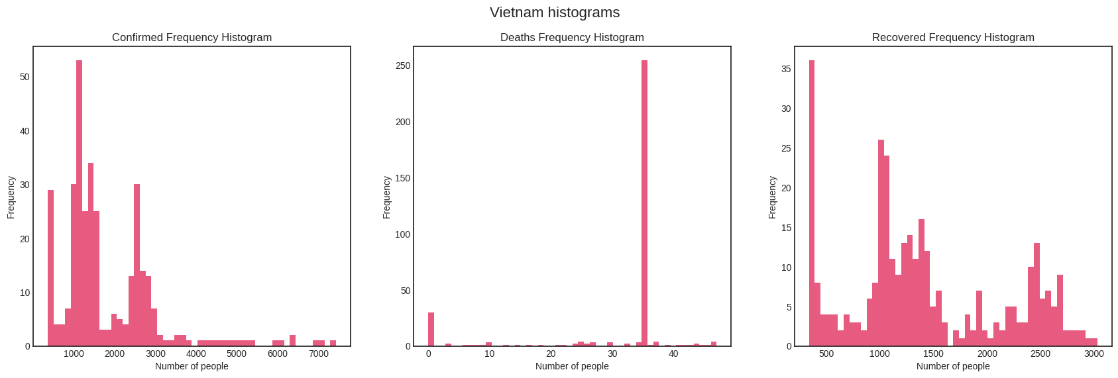 Vietnam histograms
Confirmed Frequency Histogram
Frequency
50
40
30
20
10
0
1000 2000 3000 4000 5000 6000 7000
Number of people
Deaths Frequency Histogram
Frequency
250
200
150
100
50
0
0 10 20 30 40
Number of people
Recovered Frequency Histogram
Frequency
35
30
25
20
15
10
5
0
500 1000 1500 2000 2500 3000
Number of people